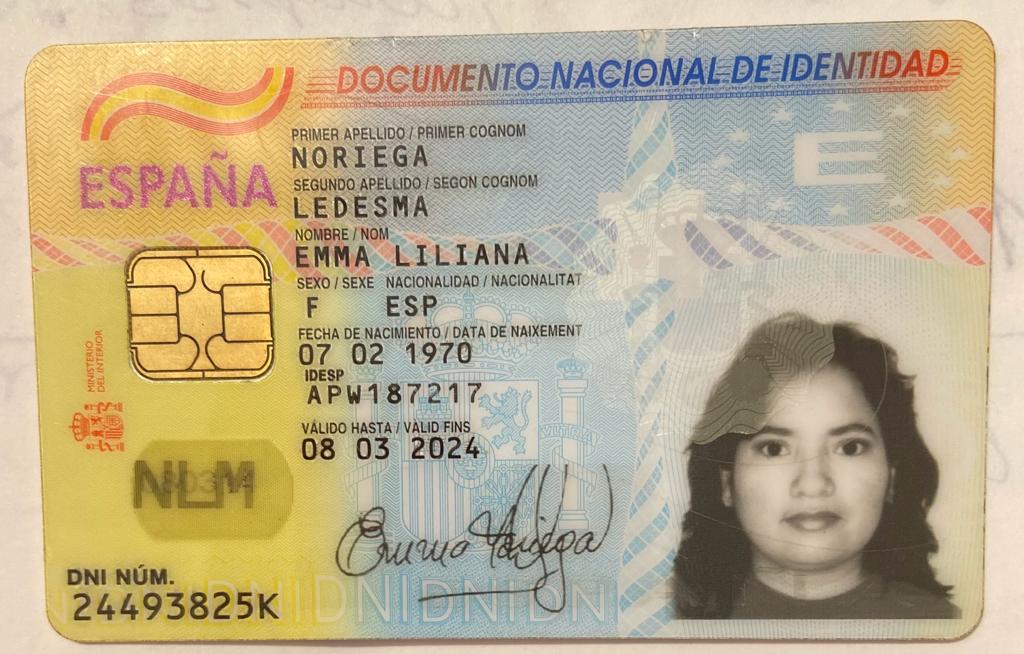 DOCUMENTO NACIONAL DE IDENTIDAD
ESPAÑA
E
PRIMER APELLIDO / PRIMER COGNOM
NORIEGA
SEGUNDO APELLIDO / SEGON COGNOM
LEDESMA
NOMBRE / NOM
EMMA LILIANA
SEXO / SEXE NACIONALIDAD / NACIONALITAT
F ESP
FECHA DE NACIMIENTO / DATA DE NAIXEMENT
07 02 1970
IDESP
APW187217
VÁLIDO HASTA / VÀLID FINS
08 03 2024
MINISTERIO
DEL INTERIOR
NLM
Emma Noriega
DNI NÚM.
24493825K
DNIDNIDNIDN